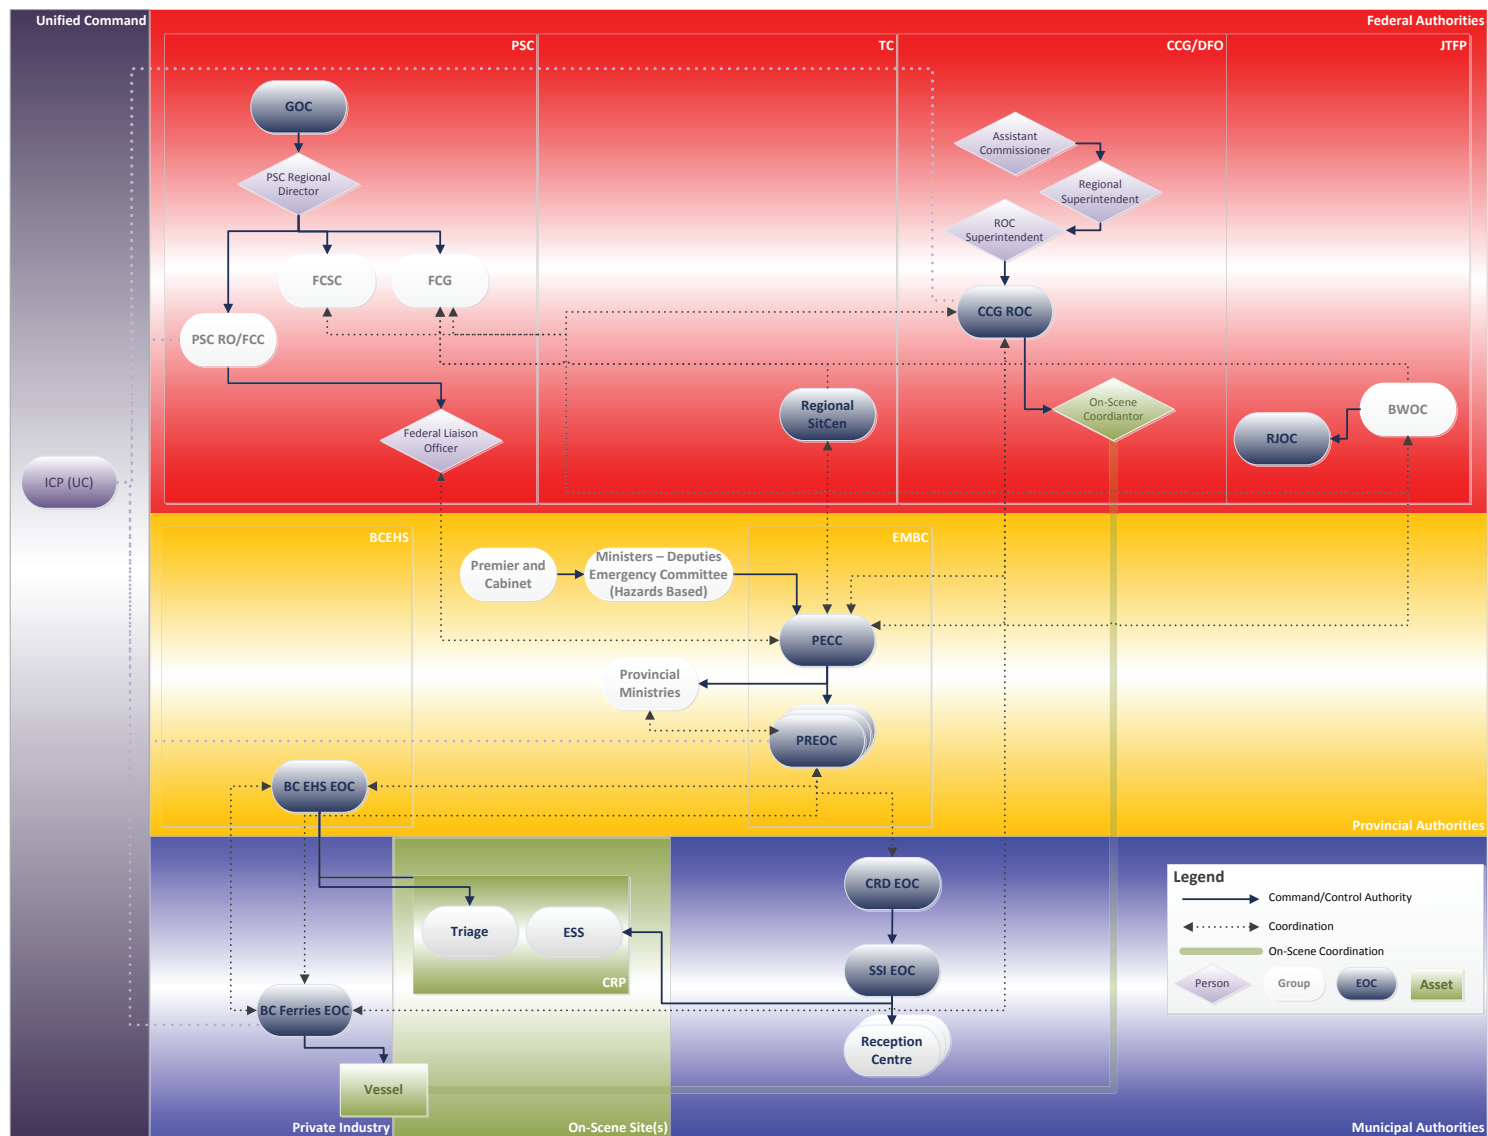 Unified Command
Federal Authorities
PSC
TC
CCG/DFO
JTFP
GOC
Assistant
Commissioner
PSC Regional
Director
Regional
Superintendent
ROC
Superintendent
FCSC
FCG
CCG ROC
PSC RO/FCC
Regional
SitCen
On-Scene
Coordiantor
BWOC
RJOC
Federal Liaison
Officer
ICP (UC)
BCEHS
EMBC
Premier and
Cabinet
Ministers – Deputies
Emergency Committee
(Hazards Based)
PECC
Provincial
Ministries
PREOC
BC EHS EOC
Provincial Authorities
CRD EOC
Triage
ESS
SSI EOC
CRP
BC Ferries EOC
Reception
Centre
Vessel
Legend
Command/Control Authority
Coordination
On-Scene Coordination
Person
Group
EOC
Asset
Private Industry
On-Scene Site(s)
Municipal Authorities